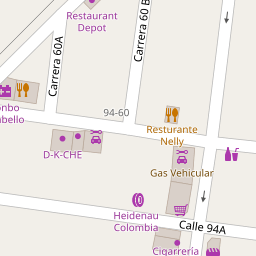 Restaurant
Depot
Carrera 60A
Carrera 60 B
94-60
onbo
bello
Resturante
Nelly
D-K-CHE
Gas Vehicular
Heidenau
Colombia
Calle 94A
Cigarrería